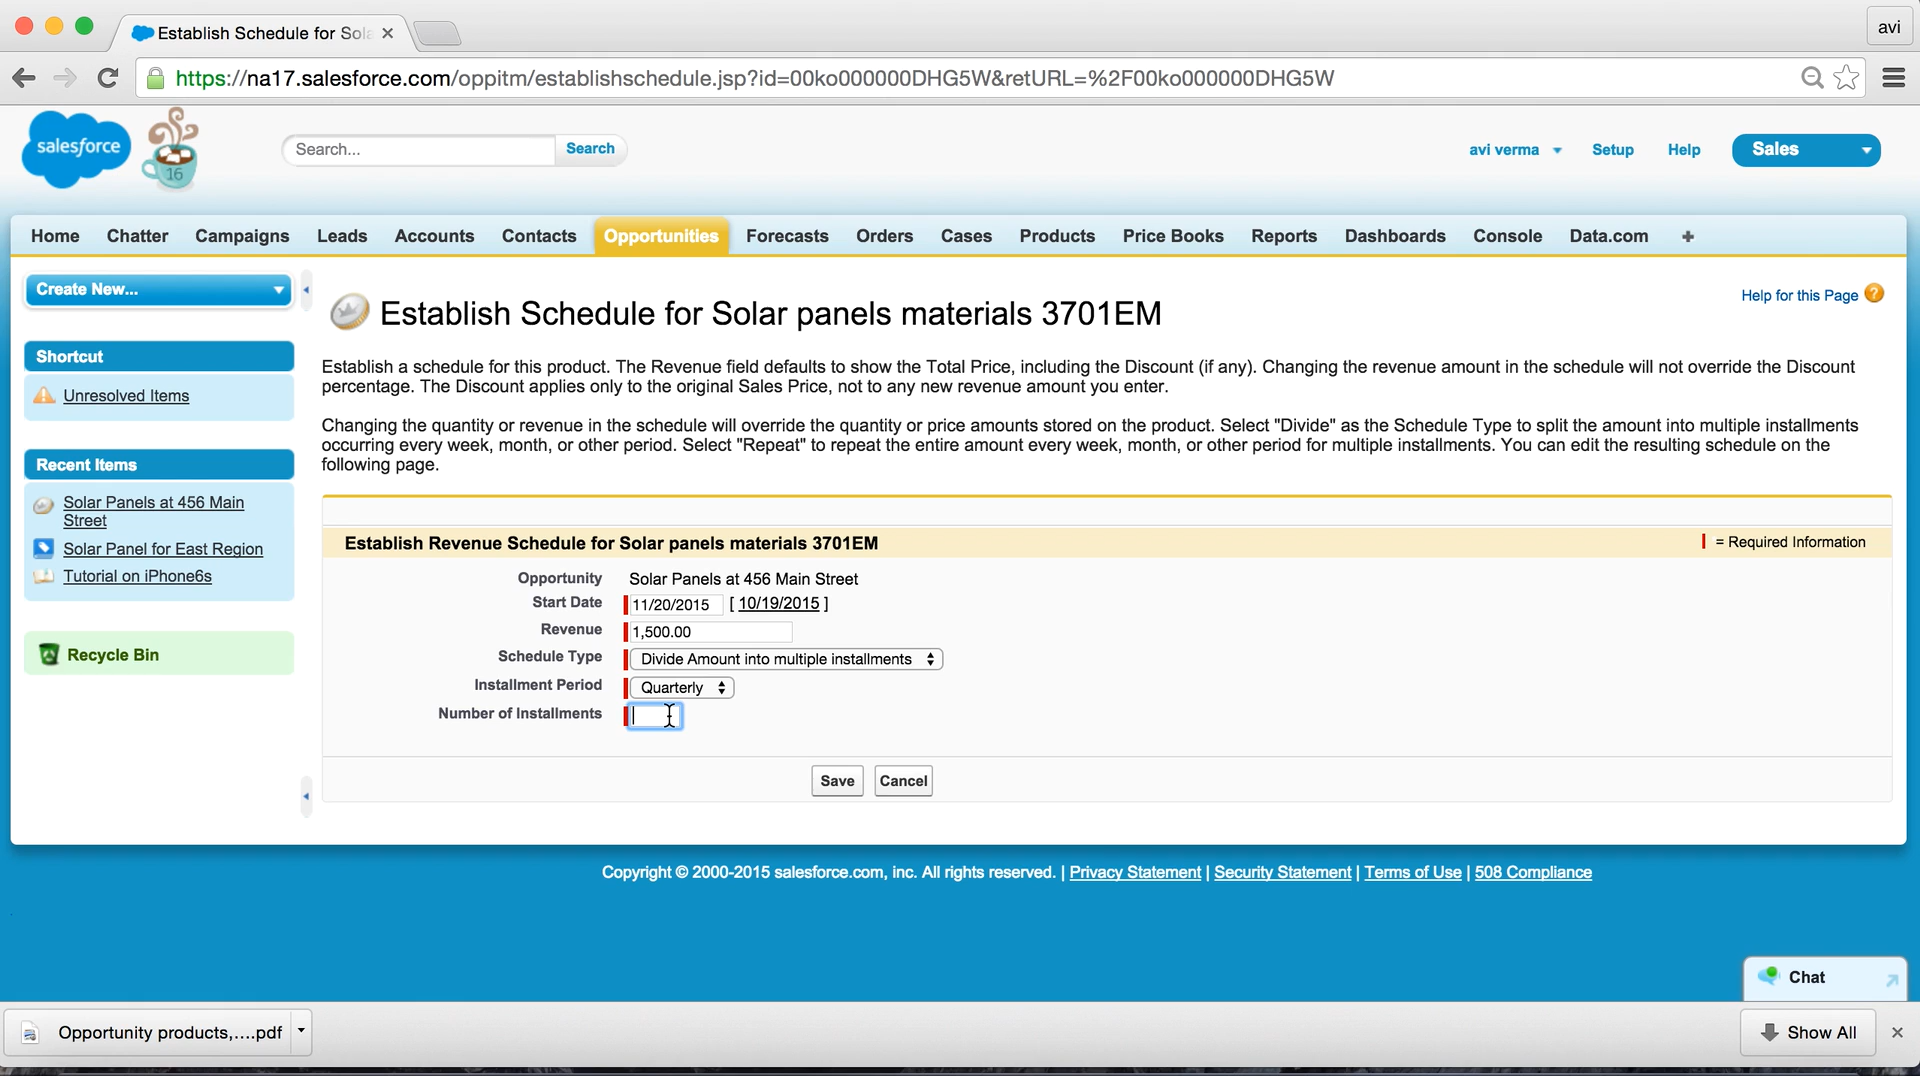 Establish Schedule for Sola
avi
https://na17.salesforce.com/oppitm/establishschedule.jsp?id=00ko000000DHG5W&retURL=%2F00ko000000DHG5W
salesforce
16
Search...
Search
avi verma
Setup
Help
Sales
Home
Chatter
Campaigns
Leads
Accounts
Contacts
Opportunities
Forecasts
Orders
Cases
Products
Price Books
Reports
Dashboards
Console
Data.com
+
Create New...
Shortcut
Unresolved Items
Recent Items
Solar Panels at 456 Main
Street
Solar Panel for East Region
Tutorial on iPhone6s
Recycle Bin
Establish Schedule for Solar panels materials 3701EM
Help for this Page ?
Establish a schedule for this product. The Revenue field defaults to show the Total Price, including the Discount (if any). Changing the revenue amount in the schedule will not override the Discount
percentage. The Discount applies only to the original Sales Price, not to any new revenue amount you enter.
Changing the quantity or revenue in the schedule will override the quantity or price amounts stored on the product. Select "Divide" as the Schedule Type to split the amount into multiple installments
occurring every week, month, or other period. Select "Repeat" to repeat the entire amount every week, month, or other period for multiple installments. You can edit the resulting schedule on the
following page.
Establish Revenue Schedule for Solar panels materials 3701EM
= Required Information
Opportunity Solar Panels at 456 Main Street
Start Date 11/20/2015 [ 10/19/2015 ]
Revenue 1,500.00
Schedule Type Divide Amount into multiple installments
Installment Period Quarterly
Number of Installments
Save Cancel
Copyright © 2000-2015 salesforce.com, inc. All rights reserved. | Privacy Statement | Security Statement | Terms of Use | 508 Compliance
Chat
Opportunity products,....pdf
Show All